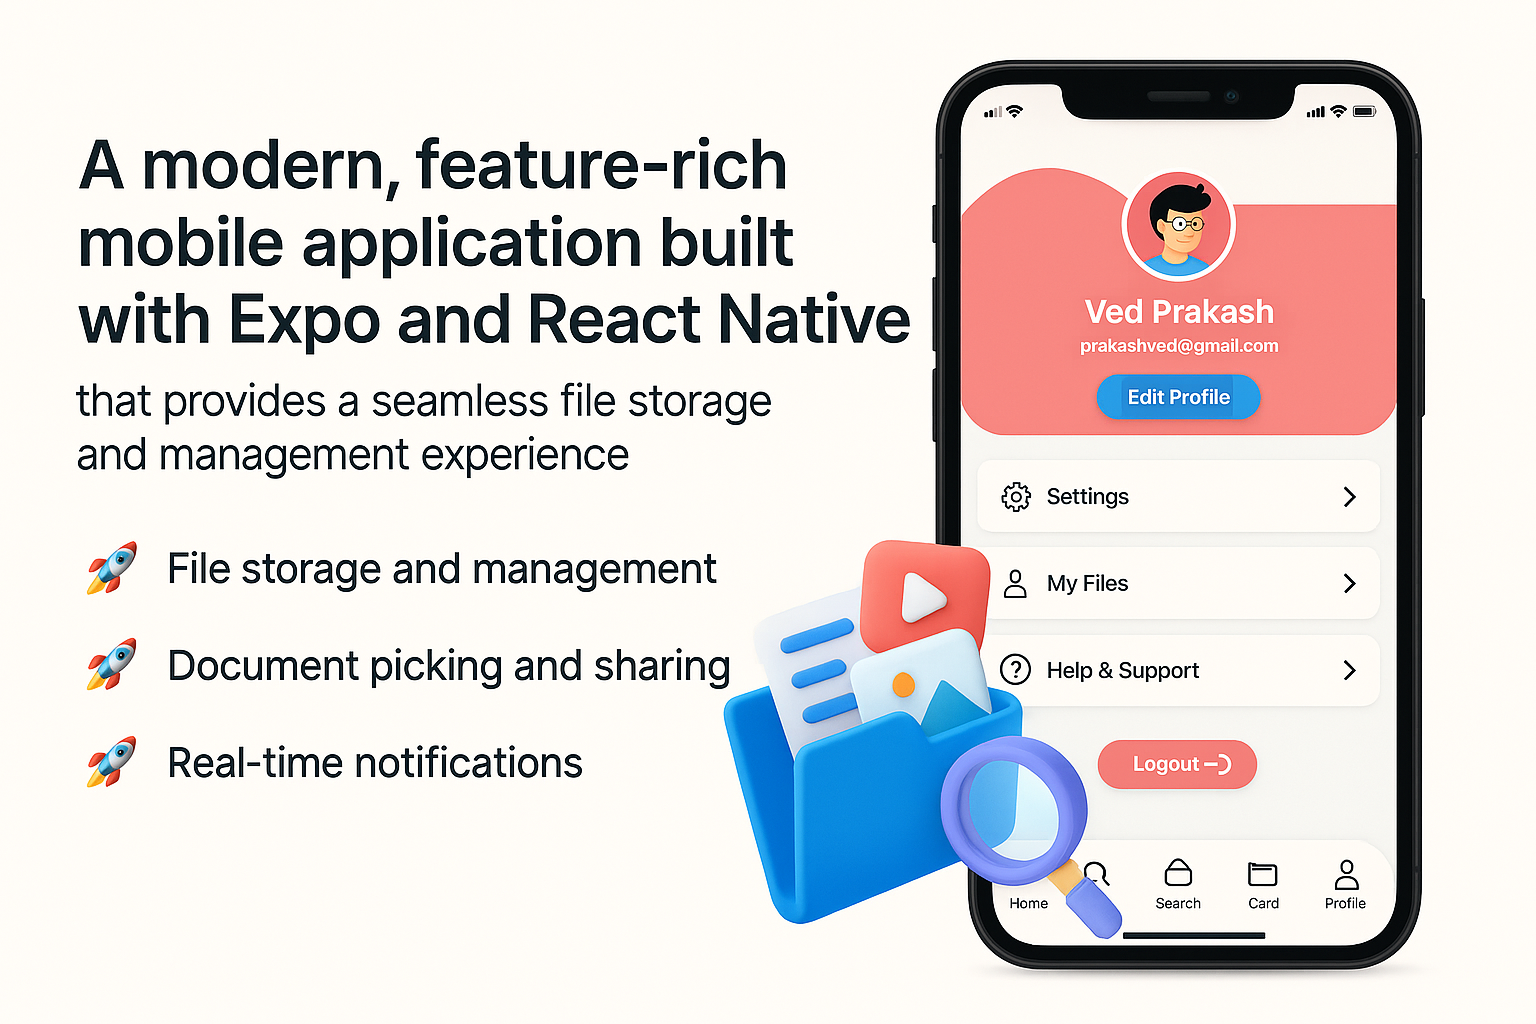 A modern, feature-rich
mobile application built
with Expo and React Native
that provides a seamless file storage
and management experience
File storage and management
Document picking and sharing
Real-time notifications
Ved Prakash
prakashved@gmail.com
Edit Profile
Settings
My Files
Help & Support
Logout
Home
Search
Card
Profile